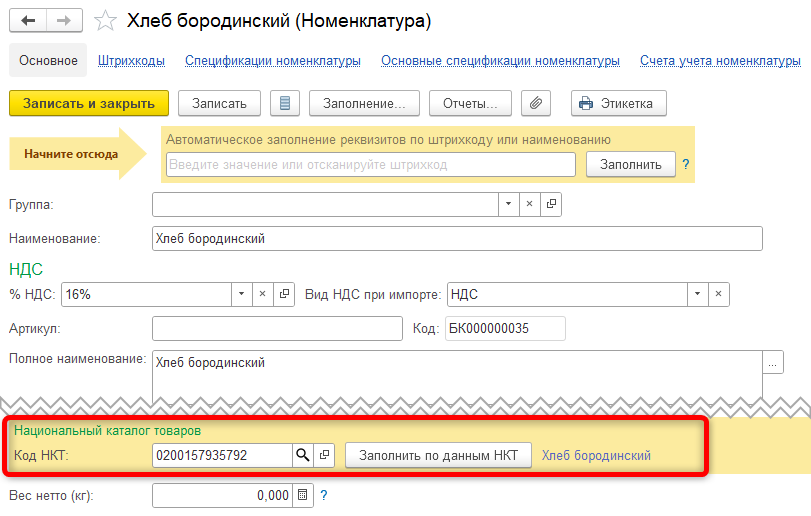 Хлеб бородинский (Номенклатура)
Основное Штрихкоды Спецификации номенклатуры Основные спецификации номенклатуры Счета учета номенклатуры
Записать и закрыть Записать Заполнение... Отчеты... Этикетка
Автоматическое заполнение реквизитов по штрихкоду или наименованию
Начните отсюда Введите значение или отсканируйте штрихкод Заполнить ?
Группа:
Наименование: Хлеб бородинский
НДС
% НДС: 16% Вид НДС при импорте: НДС
Артикул: Код: БК000000035
Полное наименование: Хлеб бородинский ...
Национальный каталог товаров
Код НКТ: 0200157935792 Заполнить по данным НКТ Хлеб бородинский
Вес нетто (кг): 0,000 ?